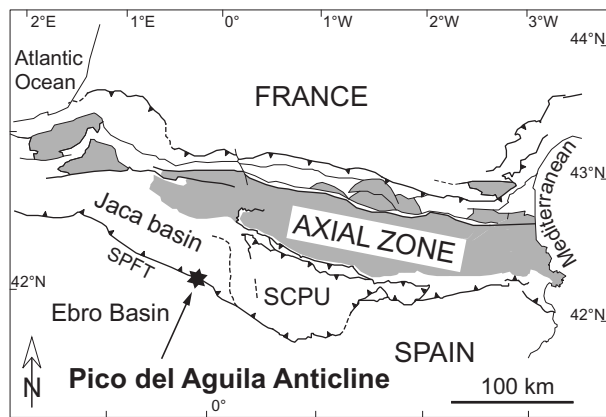 2°E 0° 1°W 2°W 3°W
44°N
Atlantic
Ocean
FRANCE
Mediterranean
43°N
Jaca basin
AXIAL ZONE
SPFT
42°N
Ebro Basin
SCPU
42°N
SPAIN
N
Pico del Aguila Anticline
100 km
0°